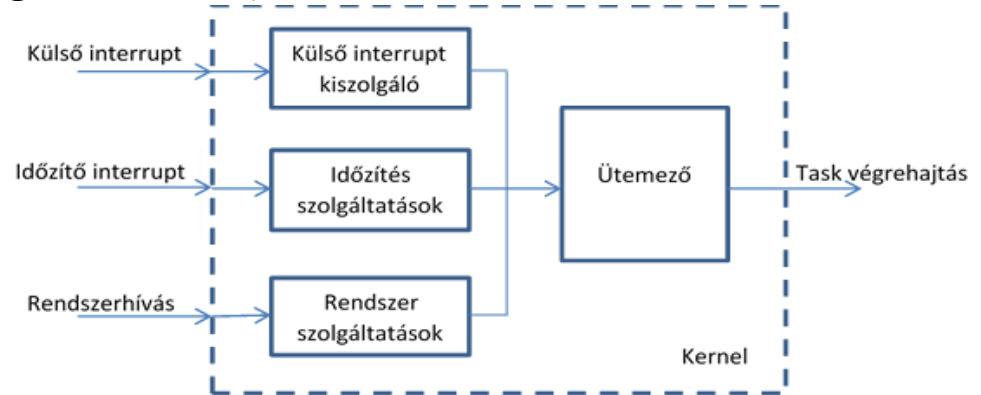 Külső interrupt
Külső interrupt
kiszolgáló
Időzítő interrupt
Időzítés
szolgáltatások
Ütemező
Task végrehajtás
Rendszerhívás
Rendszer
szolgáltatások
Kernel